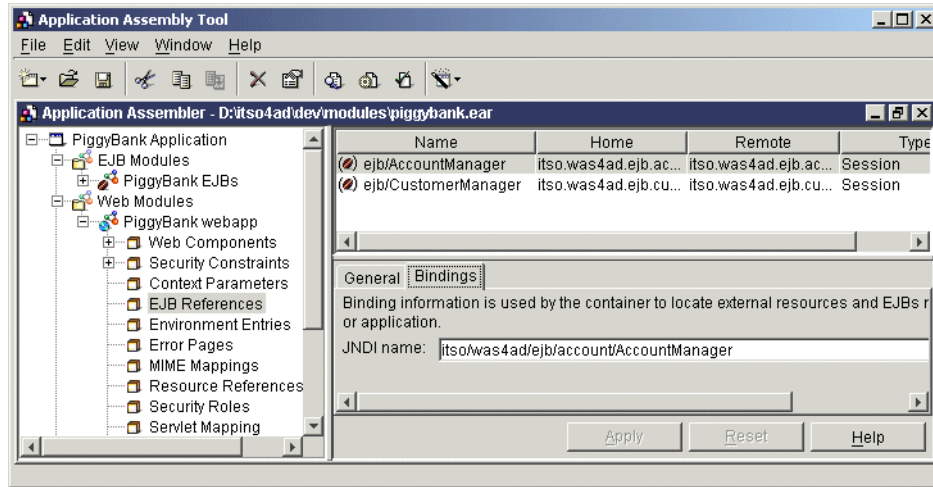 Application Assembly Tool
File Edit View Window Help
Application Assembler - D:\itso4ad\dev\modules\piggybank.ear
PiggyBank Application
EJB Modules
PiggyBank EJBs
Web Modules
PiggyBank webapp
Web Components
Security Constraints
Context Parameters
EJB References
Environment Entries
Error Pages
MIME Mappings
Resource References
Security Roles
Servlet Mapping
Name Home Remote Type
ejb/AccountManager itso.was4ad.ejb.ac... itso.was4ad.ejb.ac... Session
ejb/CustomerManager itso.was4ad.ejb.cu... itso.was4ad.ejb.cu... Session
General Bindings
Binding information is used by the container to locate external resources and EJBs r
or application.
JNDI name: itso/was4ad/ejb/account/AccountManager
Apply Reset Help